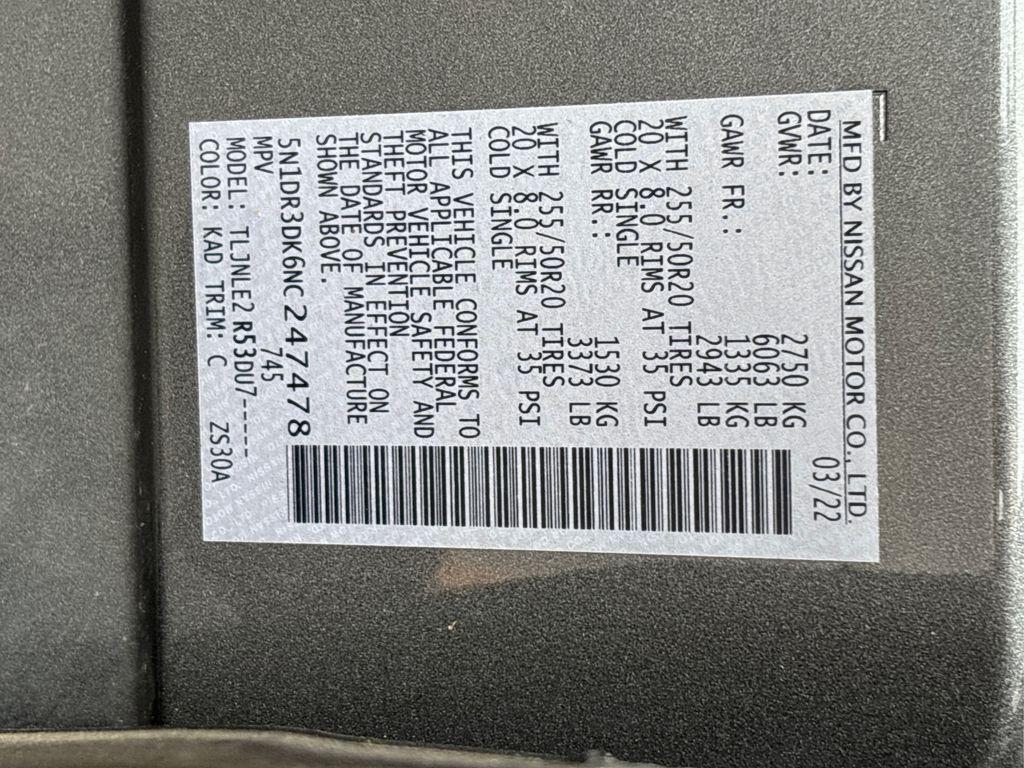 MFD BY NISSAN MOTOR CO., LTD.
DATE: 03/22
GVWR: 2750 KG
6063 LB
GAWR FR.: 1335 KG
2943 LB
WITH 255/50R20 TIRES
20 X 8.0 RIMS AT 35 PSI
COLD SINGLE
GAWR RR.: 1530 KG
3373 LB
WITH 255/50R20 TIRES
20 X 8.0 RIMS AT 35 PSI
COLD SINGLE
THIS VEHICLE CONFORMS TO
ALL APPLICABLE FEDERAL
MOTOR VEHICLE SAFETY AND
THEFT PREVENTION
STANDARDS IN EFFECT ON
THE DATE OF MANUFACTURE
SHOWN ABOVE.
5N1DR3DK6NC247478
MPV 745
MODEL: TLJNLE2 R53DU7-----
COLOR: KAD TRIM: C ZS30A